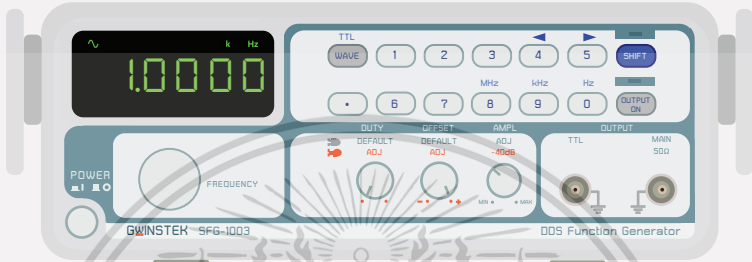 k Hz
1.0000
TTL
WAVE 1 2 3 4 5 SHIFT
MHz kHz Hz
. 6 7 8 9 0 OUTPUT ON
DUTY OFFSET AMPL OUTPUT
DEFAULT DEFAULT ADJ
ADJ ADJ -40dB
TTL MAIN
50Ω
POWER
FREQUENCY
- + MIN MAX
GWINSTEK SFG-1003 DDS Function Generator